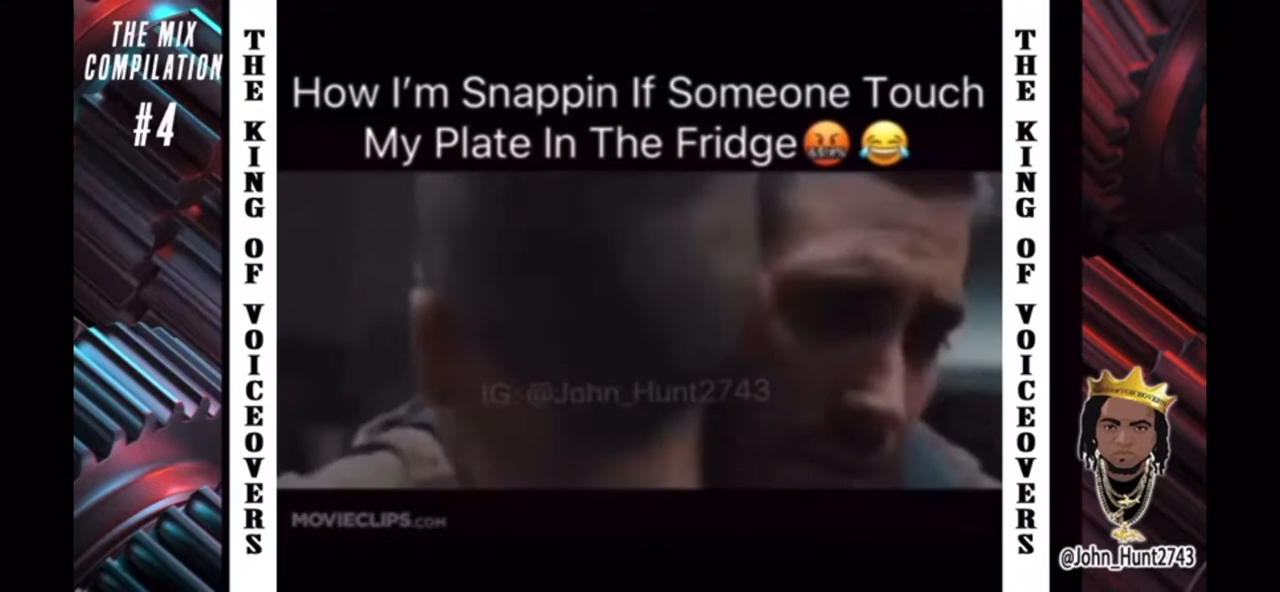 THE MIX
COMPILATION
#4
THE KING OF VOICEOVERS
How I'm Snappin If Someone Touch
My Plate In The Fridge🤬😂
IG: @John_Hunt2743
MOVIECLIPS.COM
THE KING OF VOICEOVERS
@John_Hunt2743